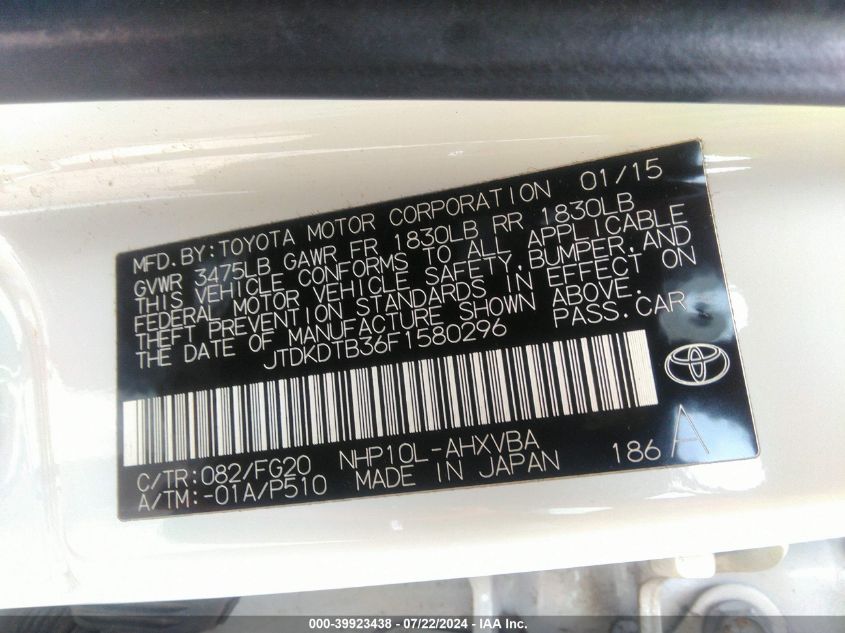 MFD.BY:TOYOTA MOTOR CORPORATION 01/15
GVWR 3475LB GAWR FR 1830LB RR 1830LB
THIS VEHICLE CONFORMS TO ALL APPLICABLE
FEDERAL MOTOR VEHICLE SAFETY,BUMPER,AND
THEFT PREVENTION STANDARDS IN EFFECT ON
THE DATE OF MANUFACTURE SHOWN ABOVE.
JTDKDTB36F1580296 PASS.CAR
C/TR:082/FG20 NHP10L-AHXVBA
A/TM:-01A/P510 MADE IN JAPAN 186 A
000-39923438 - 07/22/2024 - IAA Inc.